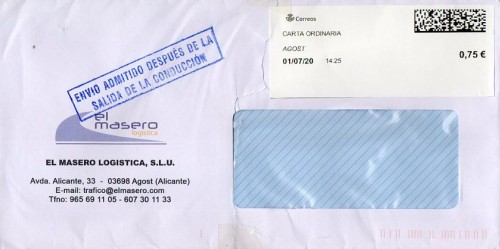 Correos
CARTA ORDINARIA
AGOST
01/07/20 14:25
0,75 €
ENVIO ADMITIDO DESPUÉS DE LA
SALIDA DE LA CONDUCCIÓN
el
masero
logistica
EL MASERO LOGISTICA, S.L.U.
Avda. Alicante, 33 - 03698 Agost (Alicante)
E-mail: trafico@elmasero.com
Tfno: 965 69 11 05 - 607 30 11 33